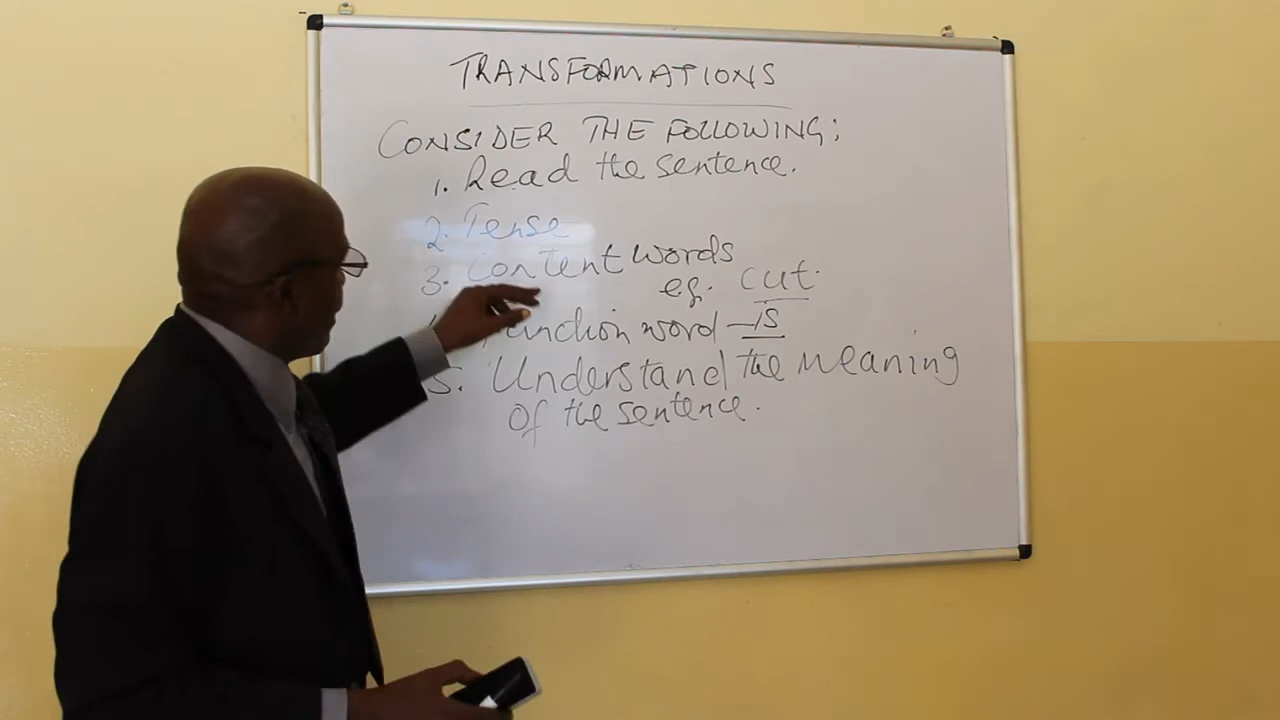 TRANSFORMATIONS
CONSIDER THE FOLLOWING;
1. Read the sentence.
2. Tense
3. Content words
eg. cut.
Function word – is
5. Understand the Meaning
of the sentence.